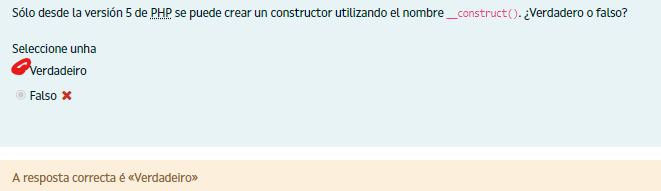 Sólo desde la versión 5 de PHP se puede crear un constructor utilizando el nombre __construct(). ¿Verdadero o falso?
Seleccione unha
Verdadeiro
Falso ✖
A resposta correcta é «Verdadeiro»